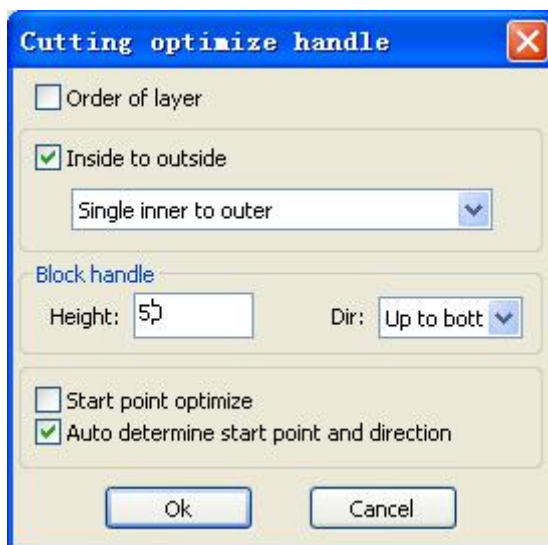 Cutting optimize handle
Order of layer
Inside to outside
Single inner to outer
Block handle
Height:
Dir: Up to bott
Start point optimize
Auto determine start point and direction
Ok Cancel